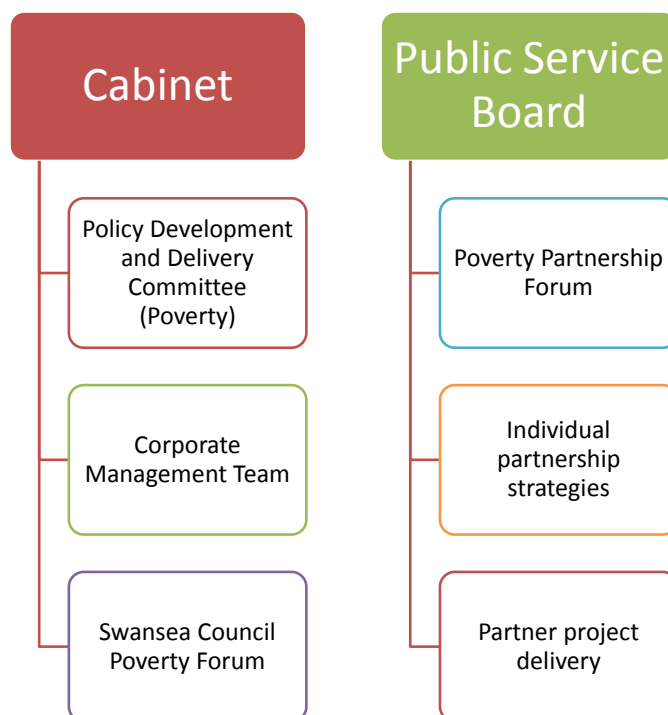 Cabinet
Policy Development
and Delivery
Committee
(Poverty)
Corporate
Management Team
Swansea Council
Poverty Forum
Public Service
Board
Poverty Partnership
Forum
Individual
partnership
strategies
Partner project
delivery